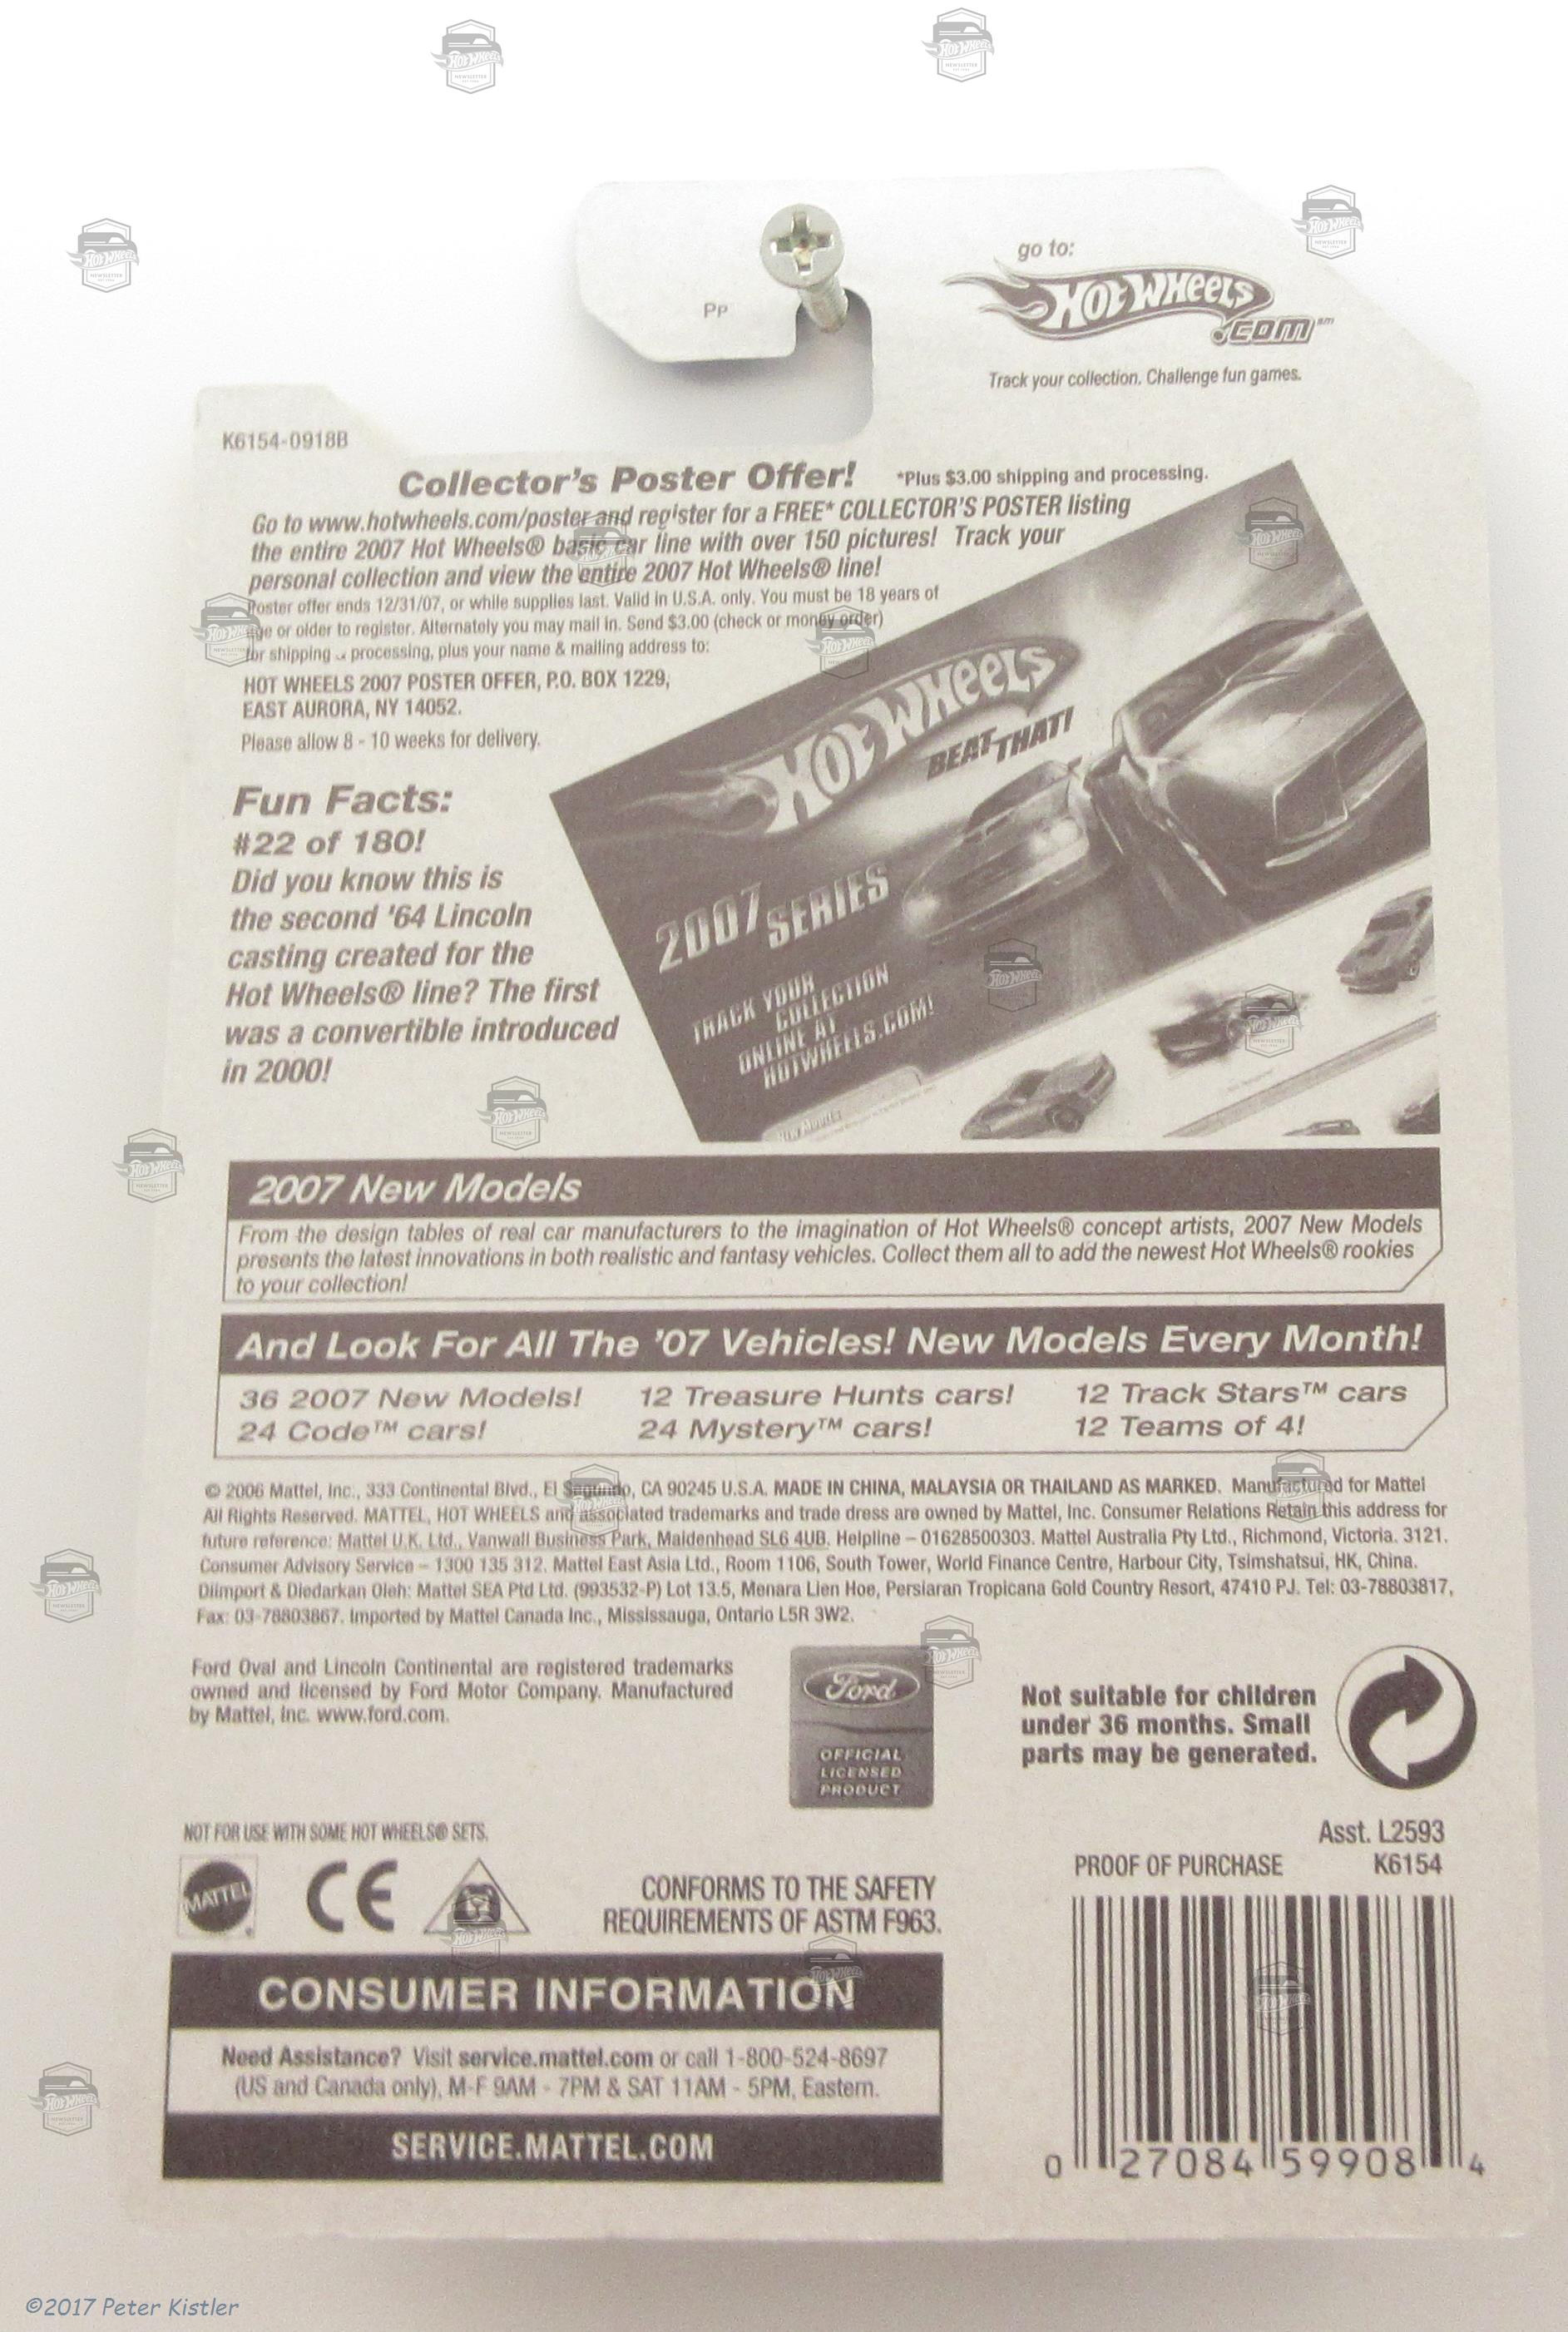 Pp
go to:
Hot Wheels
.com℠
Track your collection. Challenge fun games.
K6154-0918B
Collector's Poster Offer! *Plus $3.00 shipping and processing.
Go to www.hotwheels.com/poster and register for a FREE* COLLECTOR'S POSTER listing
the entire 2007 Hot Wheels® basic car line with over 150 pictures! Track your
personal collection and view the entire 2007 Hot Wheels® line!
Poster offer ends 12/31/07, or while supplies last. Valid in U.S.A. only. You must be 18 years of
age or older to register. Alternately you may mail in. Send $3.00 (check or money order)
for shipping & processing, plus your name & mailing address to:
HOT WHEELS 2007 POSTER OFFER, P.O. BOX 1229,
EAST AURORA, NY 14052.
Please allow 8 - 10 weeks for delivery.
Fun Facts:
#22 of 180!
Did you know this is
the second '64 Lincoln
casting created for the
Hot Wheels® line? The first
was a convertible introduced
in 2000!
Hot Wheels
BEAT THAT!
2007 SERIES
TRACK YOUR
COLLECTION
ONLINE AT
HOTWHEELS.COM!
New Models
2007 New Models
From the design tables of real car manufacturers to the imagination of Hot Wheels® concept artists, 2007 New Models
presents the latest innovations in both realistic and fantasy vehicles. Collect them all to add the newest Hot Wheels® rookies
to your collection!
And Look For All The '07 Vehicles! New Models Every Month!
36 2007 New Models! 12 Treasure Hunts cars! 12 Track Stars™ cars
24 Code™ cars! 24 Mystery™ cars! 12 Teams of 4!
© 2006 Mattel, Inc., 333 Continental Blvd., El Segundo, CA 90245 U.S.A. MADE IN CHINA, MALAYSIA OR THAILAND AS MARKED. Manufactured for Mattel
All Rights Reserved. MATTEL, HOT WHEELS and associated trademarks and trade dress are owned by Mattel, Inc. Consumer Relations Retain this address for
future reference: Mattel U.K. Ltd., Vanwall Business Park, Maidenhead SL6 4UB. Helpline – 01628500303. Mattel Australia Pty Ltd., Richmond, Victoria. 3121.
Consumer Advisory Service – 1300 135 312. Mattel East Asia Ltd., Room 1106, South Tower, World Finance Centre, Harbour City, Tsimshatsui, HK, China.
Diimport & Diedarkan Oleh: Mattel SEA Ptd Ltd. (993532-P) Lot 13.5, Menara Lien Hoe, Persiaran Tropicana Gold Country Resort, 47410 PJ. Tel: 03-78803817,
Fax: 03-78803867. Imported by Mattel Canada Inc., Mississauga, Ontario L5R 3W2.
Ford Oval and Lincoln Continental are registered trademarks
owned and licensed by Ford Motor Company. Manufactured
by Mattel, Inc. www.ford.com.
Ford
OFFICIAL
LICENSED
PRODUCT
Not suitable for children
under 36 months. Small
parts may be generated.
NOT FOR USE WITH SOME HOT WHEELS® SETS.
MATTEL
CE
CONFORMS TO THE SAFETY
REQUIREMENTS OF ASTM F963.
Asst. L2593
PROOF OF PURCHASE K6154
CONSUMER INFORMATION
Need Assistance? Visit service.mattel.com or call 1-800-524-8697
(US and Canada only), M-F 9AM - 7PM & SAT 11AM - 5PM, Eastern.
SERVICE.MATTEL.COM
0 27084 59908 4
©2017 Peter Kistler